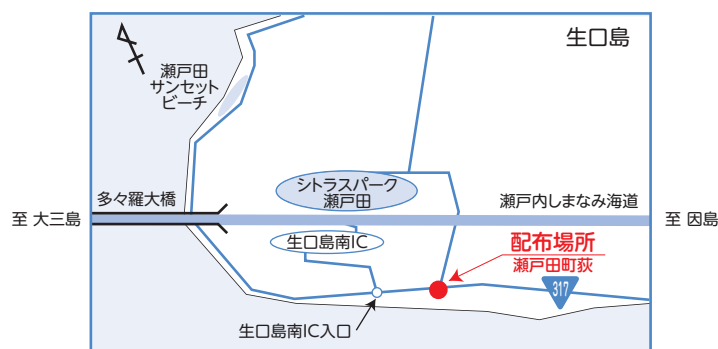 生口島
瀬戸田
サンセット
ビーチ
シトラスパーク
瀬戸田
多々羅大橋
瀬戸内しまなみ海道
至 大三島
至 因島
生口島南IC
配布場所
瀬戸田町荻
317
生口島南IC入口